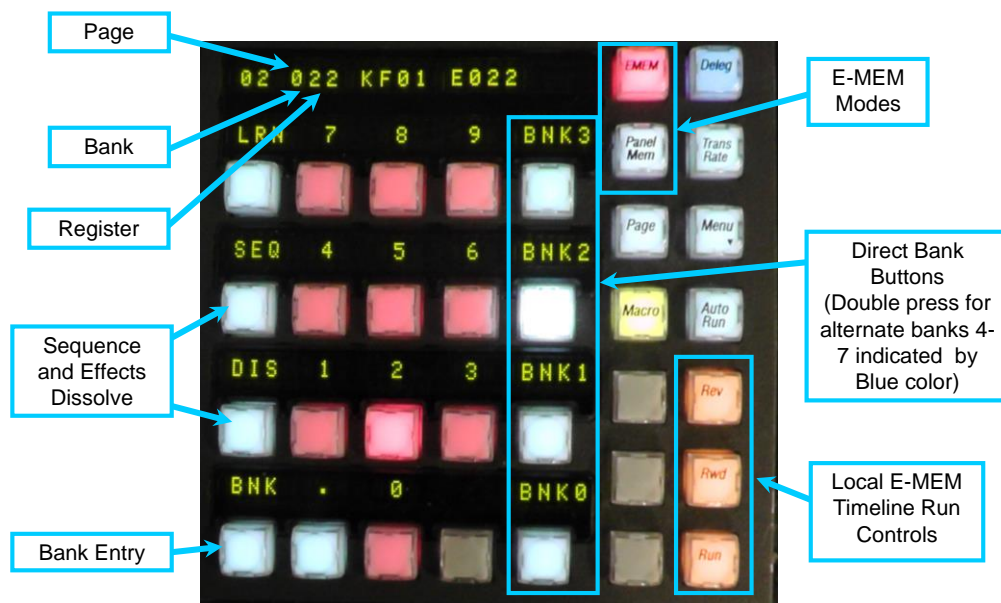 Page
Bank
Register
Sequence
and Effects
Dissolve
Bank Entry
02 022 KF01 E022
LRN 7 8 9 BNK3
SEQ 4 5 6 BNK2
DIS 1 2 3 BNK1
BNK . 0 BNK0
EMEM
Deleg
Panel
Mem
Trans
Rate
Page
Menu
Macro
Auto
Run
Rev
Rwd
Run
E-MEM
Modes
Direct Bank
Buttons
(Double press for
alternate banks 4-
7 indicated by
Blue color)
Local E-MEM
Timeline Run
Controls